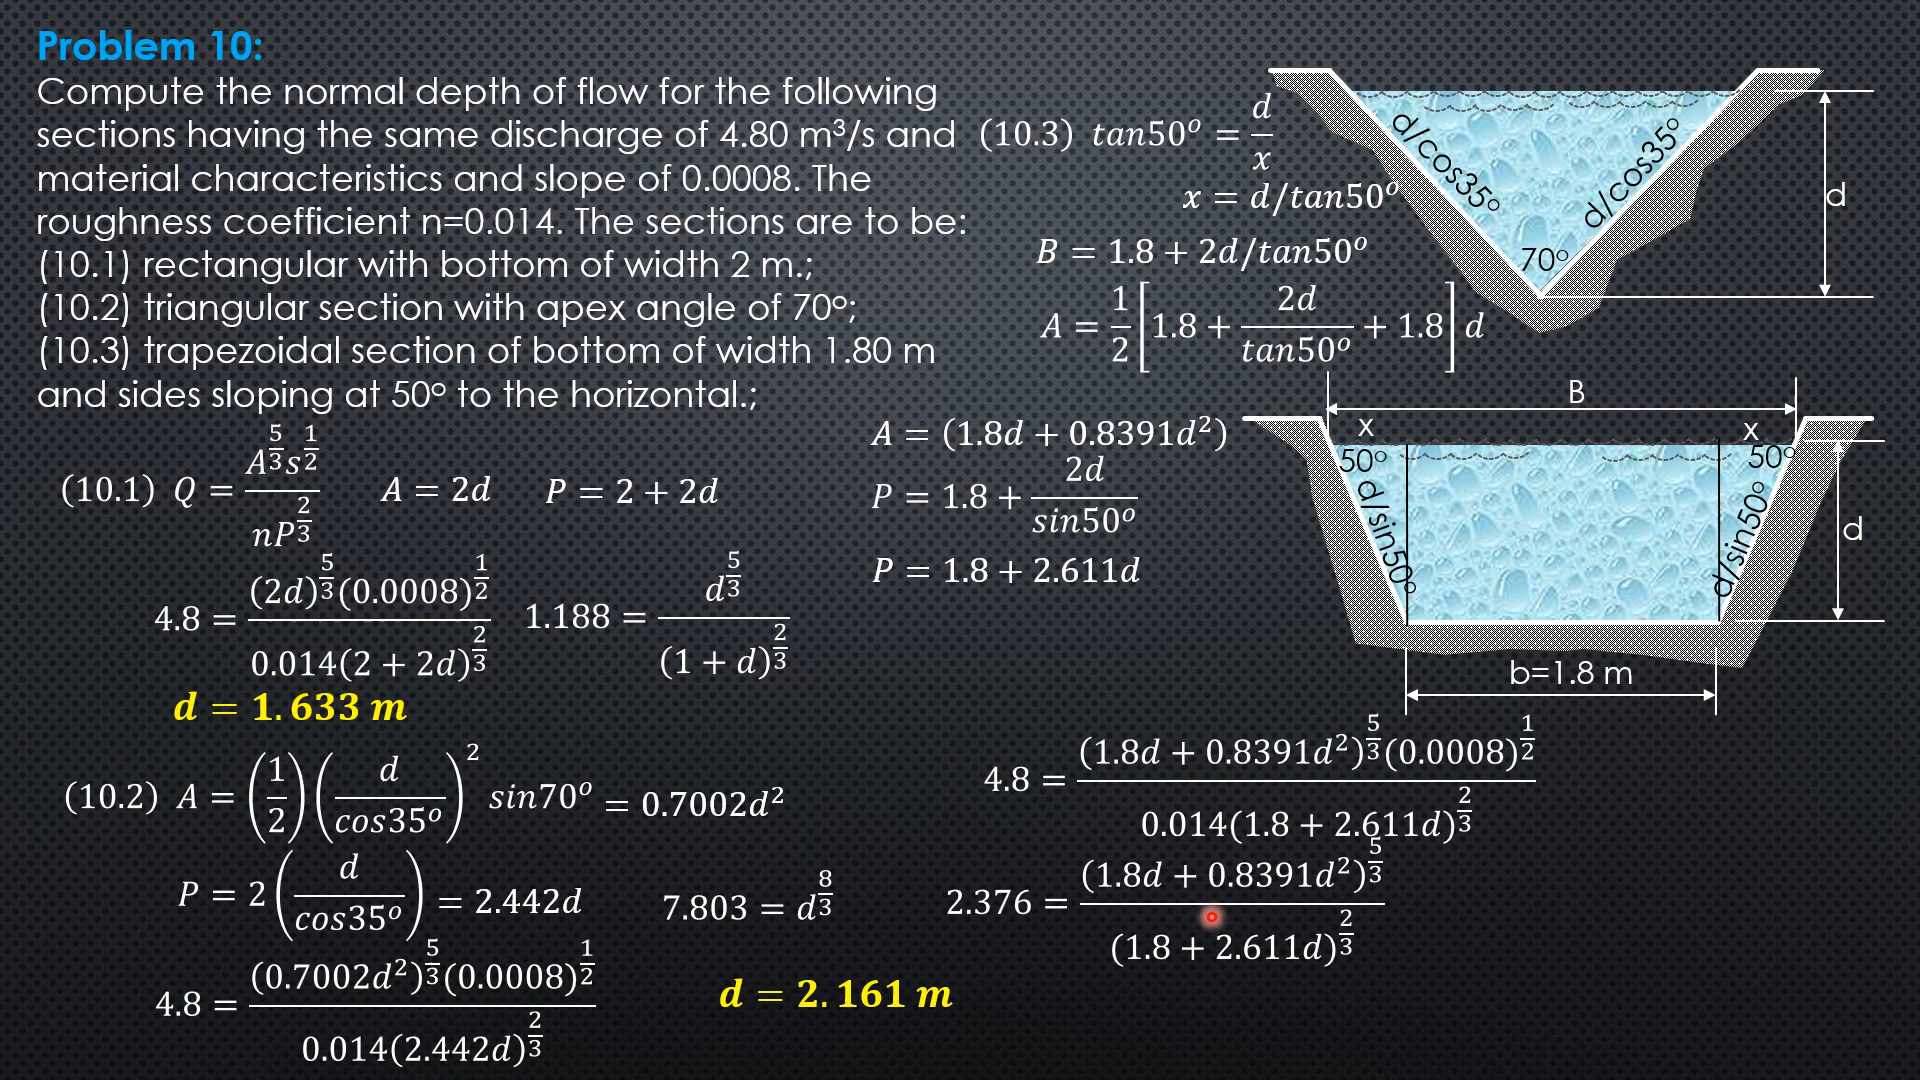 Problem 10:
Compute the normal depth of flow for the following
sections having the same discharge of 4.80 m³/s and
material characteristics and slope of 0.0008. The
roughness coefficient n=0.014. The sections are to be:
(10.1) rectangular with bottom of width 2 m.;
(10.2) triangular section with apex angle of 70°;
(10.3) trapezoidal section of bottom of width 1.80 m
and sides sloping at 50° to the horizontal.;
(10.1) Q = A^(5/3) s^(1/2) / nP^(2/3)   A = 2d   P = 2 + 2d
4.8 = (2d)^(5/3) (0.0008)^(1/2) / 0.014(2 + 2d)^(2/3)   1.188 = d^(5/3) / (1 + d)^(2/3)
d = 1.633 m
(10.2) A = (1/2)(d/cos35°)² sin70° = 0.7002d²
P = 2(d/cos35°) = 2.442d   7.803 = d^(8/3)
4.8 = (0.7002d²)^(5/3) (0.0008)^(1/2) / 0.014(2.442d)^(2/3)
d = 2.161 m
(10.3) tan50° = d/x
x = d/tan50°
B = 1.8 + 2d/tan50°
A = 1/2 [1.8 + 2d/tan50° + 1.8] d
A = (1.8d + 0.8391d²)
P = 1.8 + 2d/sin50°
P = 1.8 + 2.611d
4.8 = (1.8d + 0.8391d²)^(5/3) (0.0008)^(1/2) / 0.014(1.8 + 2.611d)^(2/3)
2.376 = (1.8d + 0.8391d²)^(5/3) / (1.8 + 2.611d)^(2/3)
d/cos35°
d/cos35°
d
70°
B
x
x
50°
50°
d/sin50°
d/sin50°
d
b=1.8 m